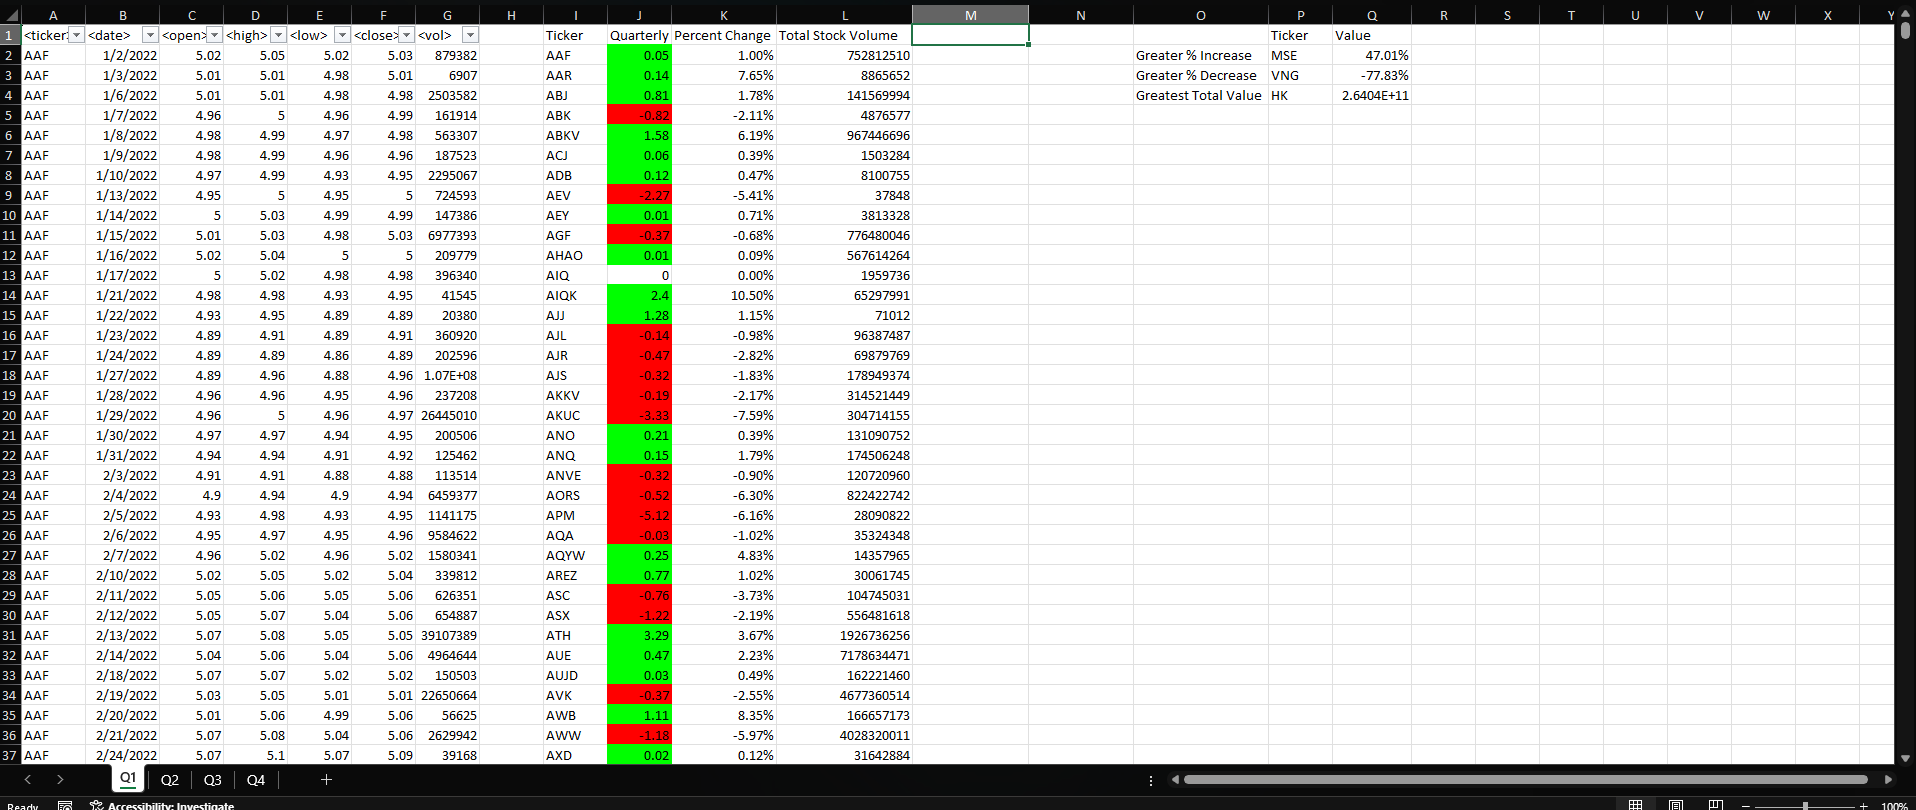 A B C D E F G H I J K L M N O P Q R S T U V W X Y
1 <ticker> <date> <open> <high> <low> <close> <vol> Ticker Quarterly Percent Change Total Stock Volume Ticker Value
2 AAF 1/2/2022 5.02 5.05 5.02 5.03 879382 AAF 0.05 1.00% 752812510 Greater % Increase MSE 47.01%
3 AAF 1/3/2022 5.01 5.01 4.98 5.01 6907 AAR 0.14 7.65% 8865652 Greater % Decrease VNG -77.83%
4 AAF 1/6/2022 5.01 5.01 4.98 4.98 2503582 ABJ 0.81 1.78% 141569994 Greatest Total Value HK 2.6404E+11
5 AAF 1/7/2022 4.96 5 4.96 4.99 161914 ABK -0.82 -2.11% 4876577
6 AAF 1/8/2022 4.98 4.99 4.97 4.98 563307 ABKV 1.58 6.19% 967446696
7 AAF 1/9/2022 4.98 4.99 4.96 4.96 187523 ACJ 0.06 0.39% 1503284
8 AAF 1/10/2022 4.97 4.99 4.93 4.95 2295067 ADB 0.12 0.47% 8100755
9 AAF 1/13/2022 4.95 5 4.95 5 724593 AEV -2.27 -5.41% 37848
10 AAF 1/14/2022 5 5.03 4.99 4.99 147386 AEY 0.01 0.71% 3813328
11 AAF 1/15/2022 5.01 5.03 4.98 5.03 6977393 AGF -0.37 -0.68% 776480046
12 AAF 1/16/2022 5.02 5.04 5 5 209779 AHAO 0.01 0.09% 567614264
13 AAF 1/17/2022 5 5.02 4.98 4.98 396340 AIQ 0 0.00% 1959736
14 AAF 1/21/2022 4.98 4.98 4.93 4.95 41545 AIQK 2.4 10.50% 65297991
15 AAF 1/22/2022 4.93 4.95 4.89 4.89 20380 AJJ 1.28 1.15% 71012
16 AAF 1/23/2022 4.89 4.91 4.89 4.91 360920 AJL -0.14 -0.98% 96387487
17 AAF 1/24/2022 4.89 4.89 4.86 4.89 202596 AJR -0.47 -2.82% 69879769
18 AAF 1/27/2022 4.89 4.96 4.88 4.96 1.07E+08 AJS -0.32 -1.83% 178949374
19 AAF 1/28/2022 4.96 4.96 4.95 4.96 237208 AKKV -0.19 -2.17% 314521449
20 AAF 1/29/2022 4.96 5 4.96 4.97 26445010 AKUC -3.33 -7.59% 304714155
21 AAF 1/30/2022 4.97 4.97 4.94 4.95 200506 ANO 0.21 0.39% 131090752
22 AAF 1/31/2022 4.94 4.94 4.91 4.92 125462 ANQ 0.15 1.79% 174506248
23 AAF 2/3/2022 4.91 4.91 4.88 4.88 113514 ANVE -0.32 -0.90% 120720960
24 AAF 2/4/2022 4.9 4.94 4.9 4.94 6459377 AORS -0.52 -6.30% 822422742
25 AAF 2/5/2022 4.93 4.98 4.93 4.95 1141175 APM -5.12 -6.16% 28090822
26 AAF 2/6/2022 4.95 4.97 4.95 4.96 9584622 AQA -0.03 -1.02% 35324348
27 AAF 2/7/2022 4.96 5.02 4.96 5.02 1580341 AQYW 0.25 4.83% 14357965
28 AAF 2/10/2022 5.02 5.05 5.02 5.04 339812 AREZ 0.77 1.02% 30061745
29 AAF 2/11/2022 5.05 5.06 5.05 5.06 626351 ASC -0.76 -3.73% 104745031
30 AAF 2/12/2022 5.05 5.07 5.04 5.06 654887 ASX -1.22 -2.19% 556481618
31 AAF 2/13/2022 5.07 5.08 5.05 5.05 39107389 ATH 3.29 3.67% 1926736256
32 AAF 2/14/2022 5.04 5.06 5.04 5.06 4964644 AUE 0.47 2.23% 7178634471
33 AAF 2/18/2022 5.07 5.07 5.02 5.02 150503 AUJD 0.03 0.49% 162221460
34 AAF 2/19/2022 5.03 5.05 5.01 5.01 22650664 AVK -0.37 -2.55% 4677360514
35 AAF 2/20/2022 5.01 5.06 4.99 5.06 56625 AWB 1.11 8.35% 166657173
36 AAF 2/21/2022 5.07 5.08 5.04 5.06 2629942 AWW -1.18 -5.97% 4028320011
37 AAF 2/24/2022 5.07 5.1 5.07 5.09 39168 AXD 0.02 0.12% 31642884
Q1 Q2 Q3 Q4
Ready Accessibility: Investigate 100%